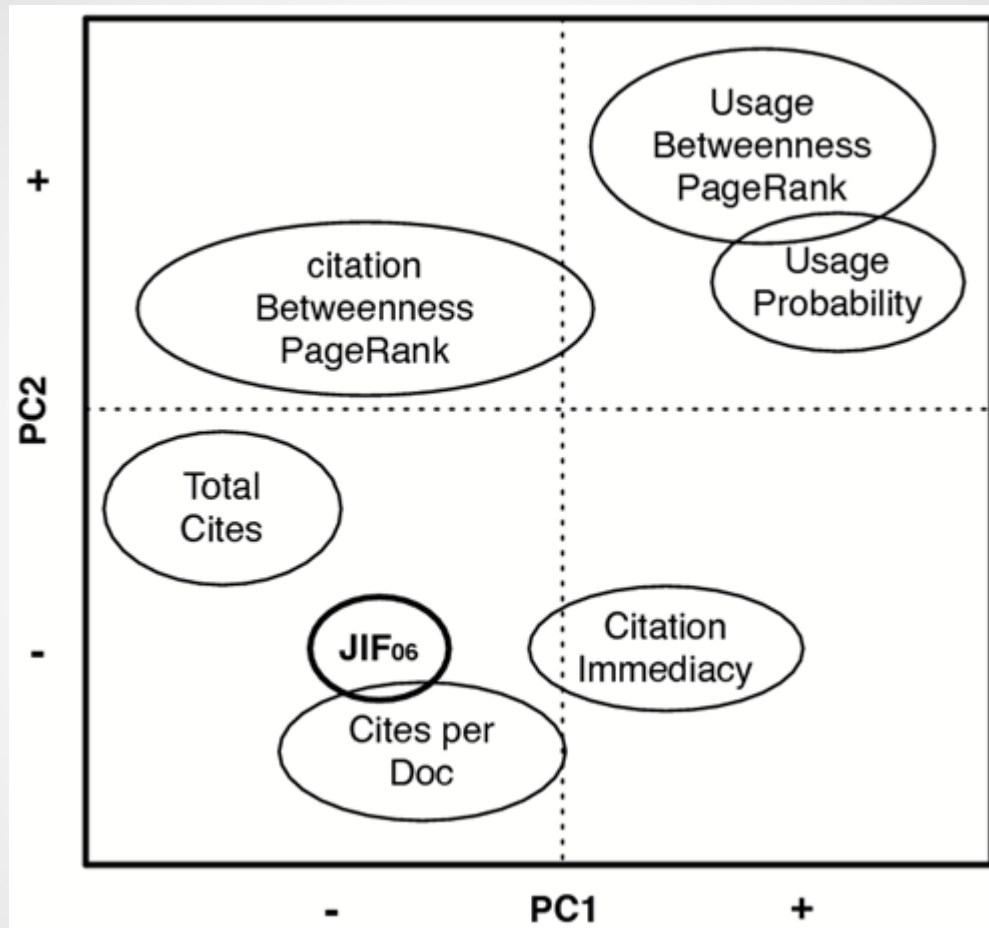 Usage
Betweenness
PageRank
Usage
Probability
citation
Betweenness
PageRank
Total
Cites
JIF06
Citation
Immediacy
Cites per
Doc
+
PC2
-
-
PC1
+